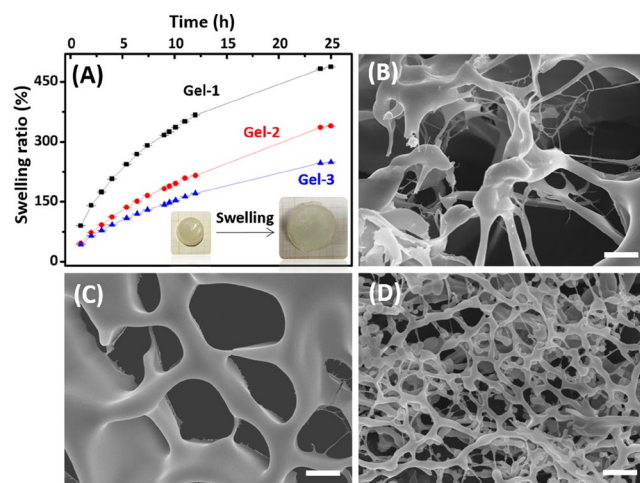 Time (h)
0 5 10 15 20 25
(A)
(B)
450
Gel-1
300
Gel-2
150
Gel-3
Swelling
0
Swelling ratio (%)
(C)
(D)